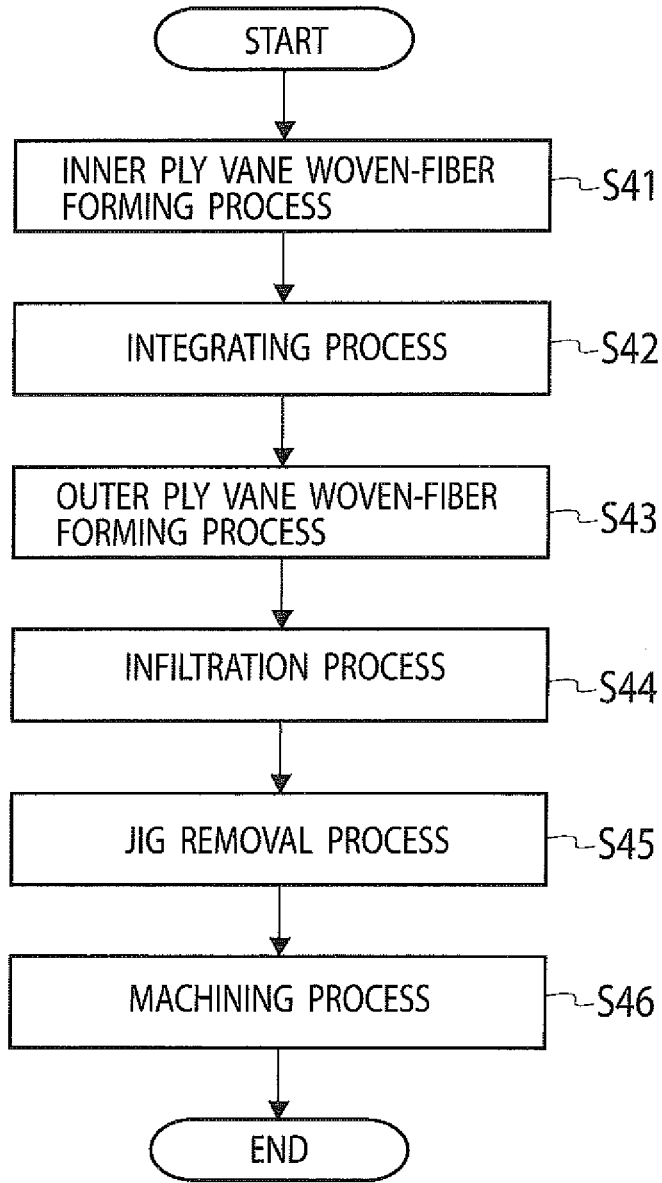 START
INNER PLY VANE WOVEN-FIBER
FORMING PROCESS
S41
INTEGRATING PROCESS
S42
OUTER PLY VANE WOVEN-FIBER
FORMING PROCESS
S43
INFILTRATION PROCESS
S44
JIG REMOVAL PROCESS
S45
MACHINING PROCESS
S46
END